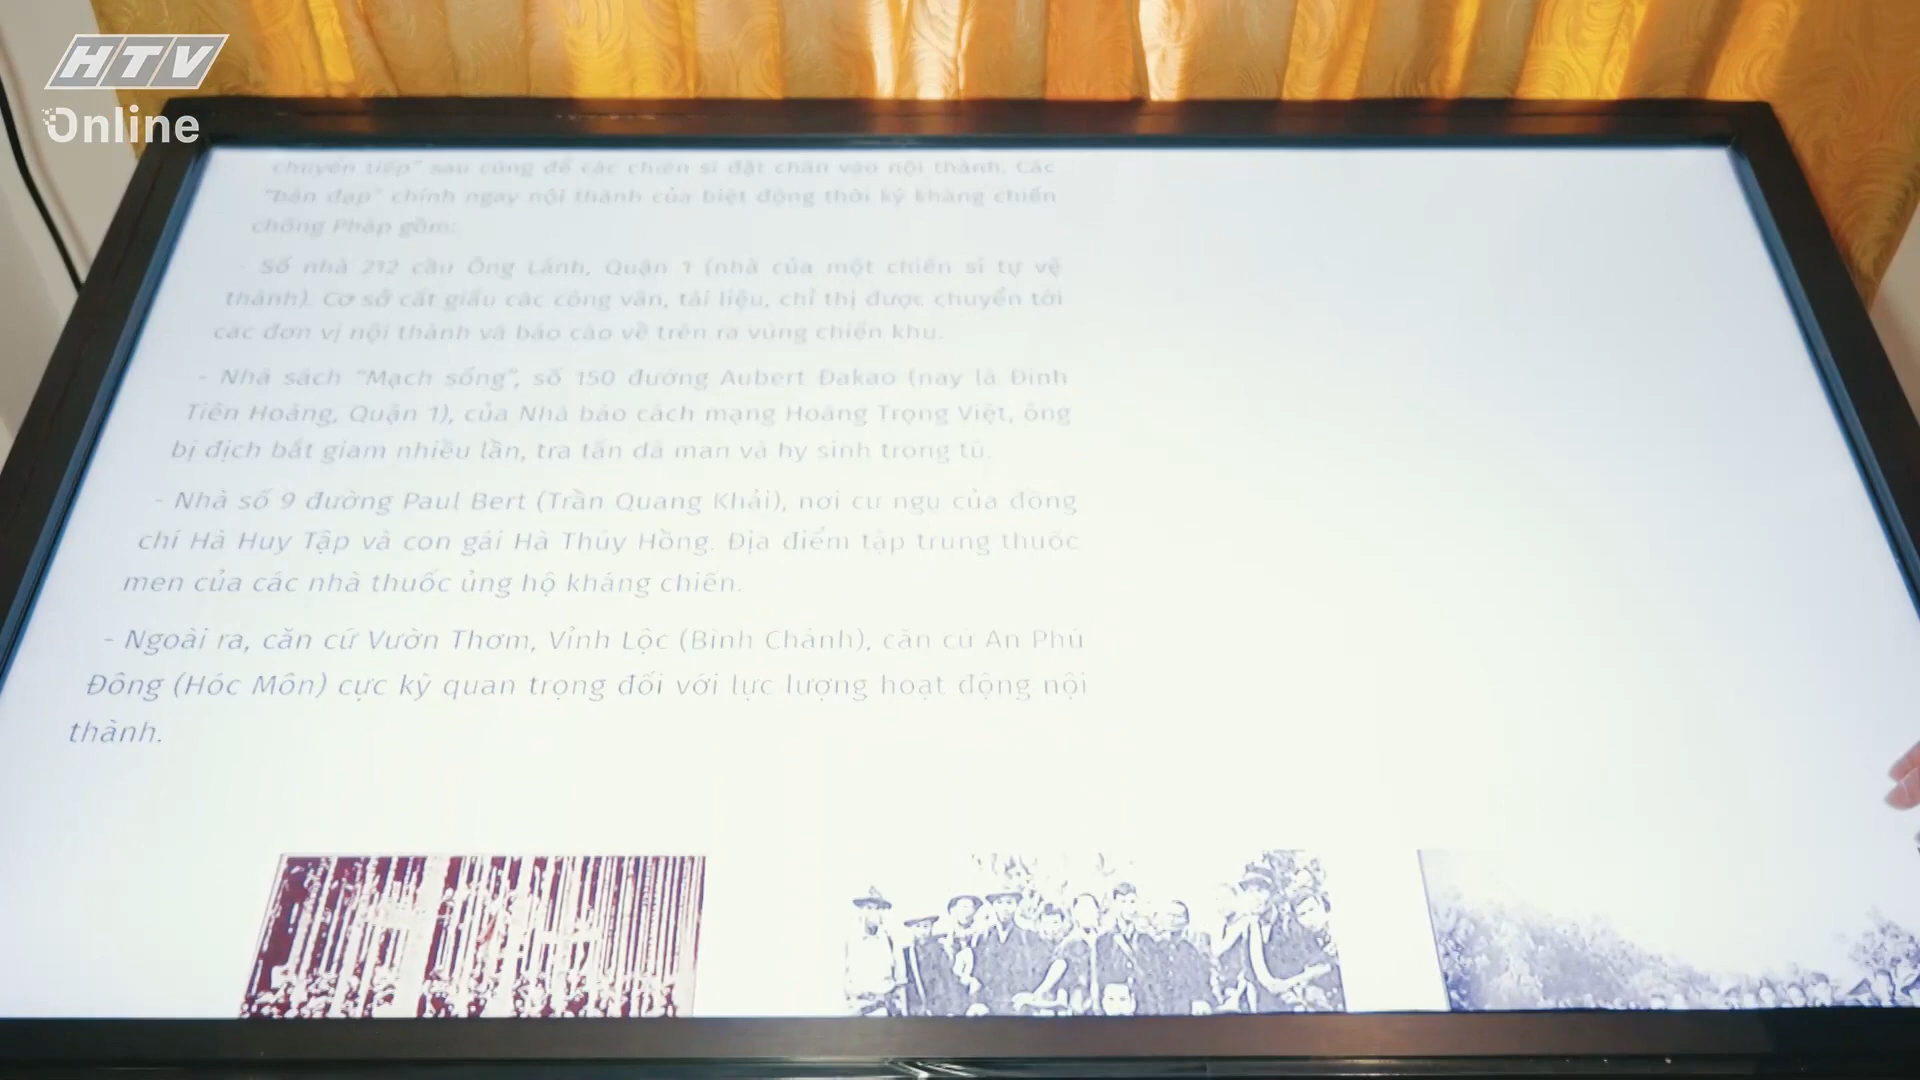 HTV
Online
chuyển tiếp" sau cùng để các chiến sĩ đặt chân vào nội thành. Các
"bàn đạp" chính ngay nội thành của biệt động thời kỳ kháng chiến
chống Pháp gồm:
- Số nhà 212 cầu Ông Lãnh, Quận 1 (nhà của một chiến sĩ tự vệ
thành). Cơ sở cất giấu các công văn, tài liệu, chỉ thị được chuyển tới
các đơn vị nội thành và báo cáo về trên ra vùng chiến khu.
- Nhà sách "Mạch sống", số 150 đường Aubert Đakao (nay là Đinh
Tiên Hoàng, Quận 1), của Nhà báo cách mạng Hoàng Trọng Việt, ông
bị địch bắt giam nhiều lần, tra tấn dã man và hy sinh trong tù.
- Nhà số 9 đường Paul Bert (Trần Quang Khải), nơi cư ngụ của đồng
chí Hà Huy Tập và con gái Hà Thúy Hồng. Địa điểm tập trung thuốc
men của các nhà thuốc ủng hộ kháng chiến.
- Ngoài ra, căn cứ Vườn Thơm, Vĩnh Lộc (Bình Chánh), căn cứ An Phú
Đông (Hóc Môn) cực kỳ quan trọng đối với lực lượng hoạt động nội
thành.